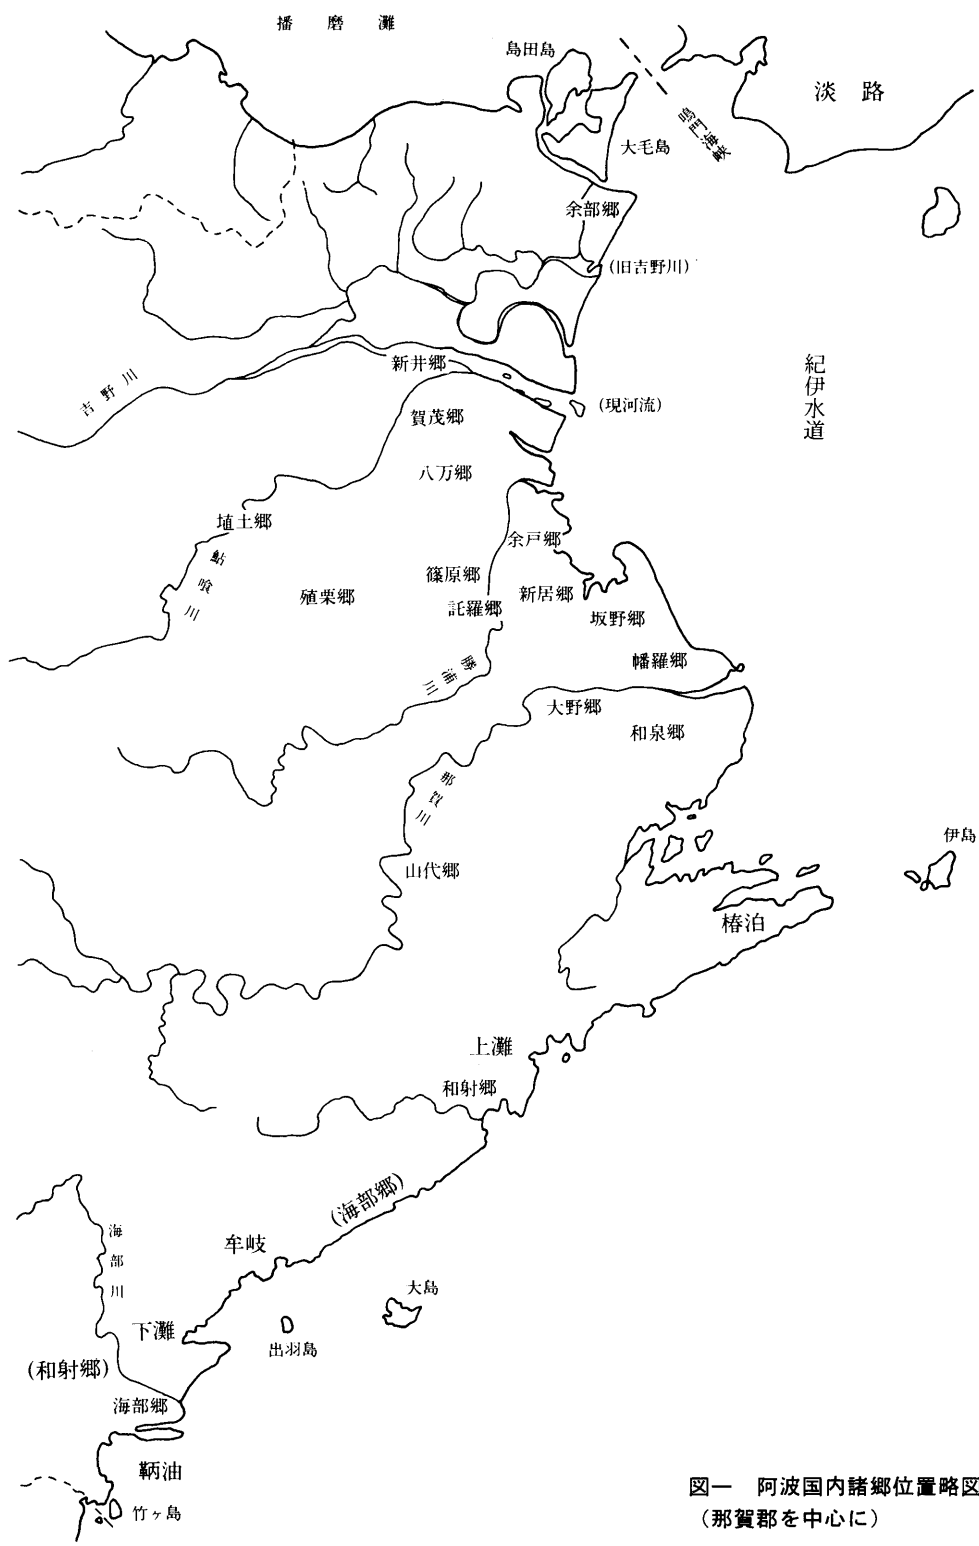 播磨灘
島田島
淡路
鳴門海峡
大毛島
余部郷
(旧吉野川)
紀伊水道
新井郷
吉野川
(現河流)
賀茂郷
八万郷
埴土郷
余戸郷
鮎喰川
篠原郷
殖栗郷
新居郷
託羅郷
坂野郷
幡羅郷
勝浦川
大野郷
和泉郷
那賀川
伊島
山代郷
椿泊
上灘
和射郷
(海部郷)
海部川
牟岐
大島
下灘
出羽島
(和射郷)
海部郷
鞆油
竹ヶ島
図一 阿波国内諸郷位置略図
(那賀郡を中心に)